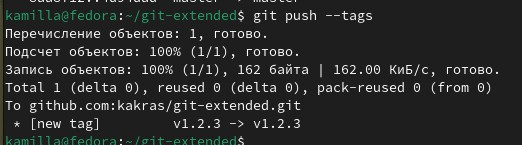 kamilla@fedora:~/git-extended$ git push --tags
Перечисление объектов: 1, готово.
Подсчет объектов: 100% (1/1), готово.
Запись объектов: 100% (1/1), 162 байта | 162.00 КиБ/с, готово.
Total 1 (delta 0), reused 0 (delta 0), pack-reused 0 (from 0)
To github.com:kakras/git-extended.git
 * [new tag]         v1.2.3 -> v1.2.3
kamilla@fedora:~/git-extended$